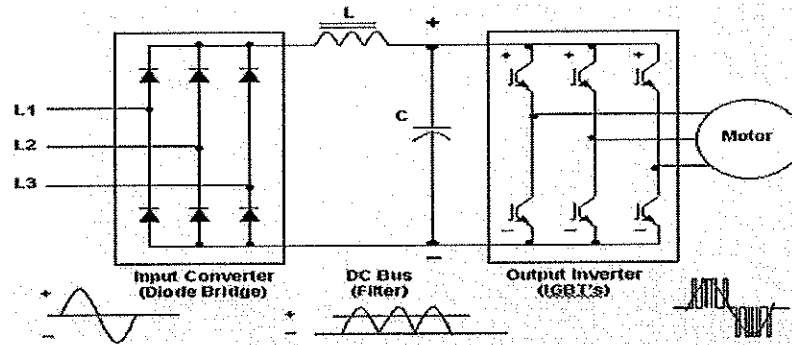 L
+
L1
L2
L3
C
+
+
+
Motor
−
−
−
−
Input Converter
(Diode Bridge)
DC Bus
(Filter)
Output Inverter
(IGBT's)
+
−
+
−
+
−